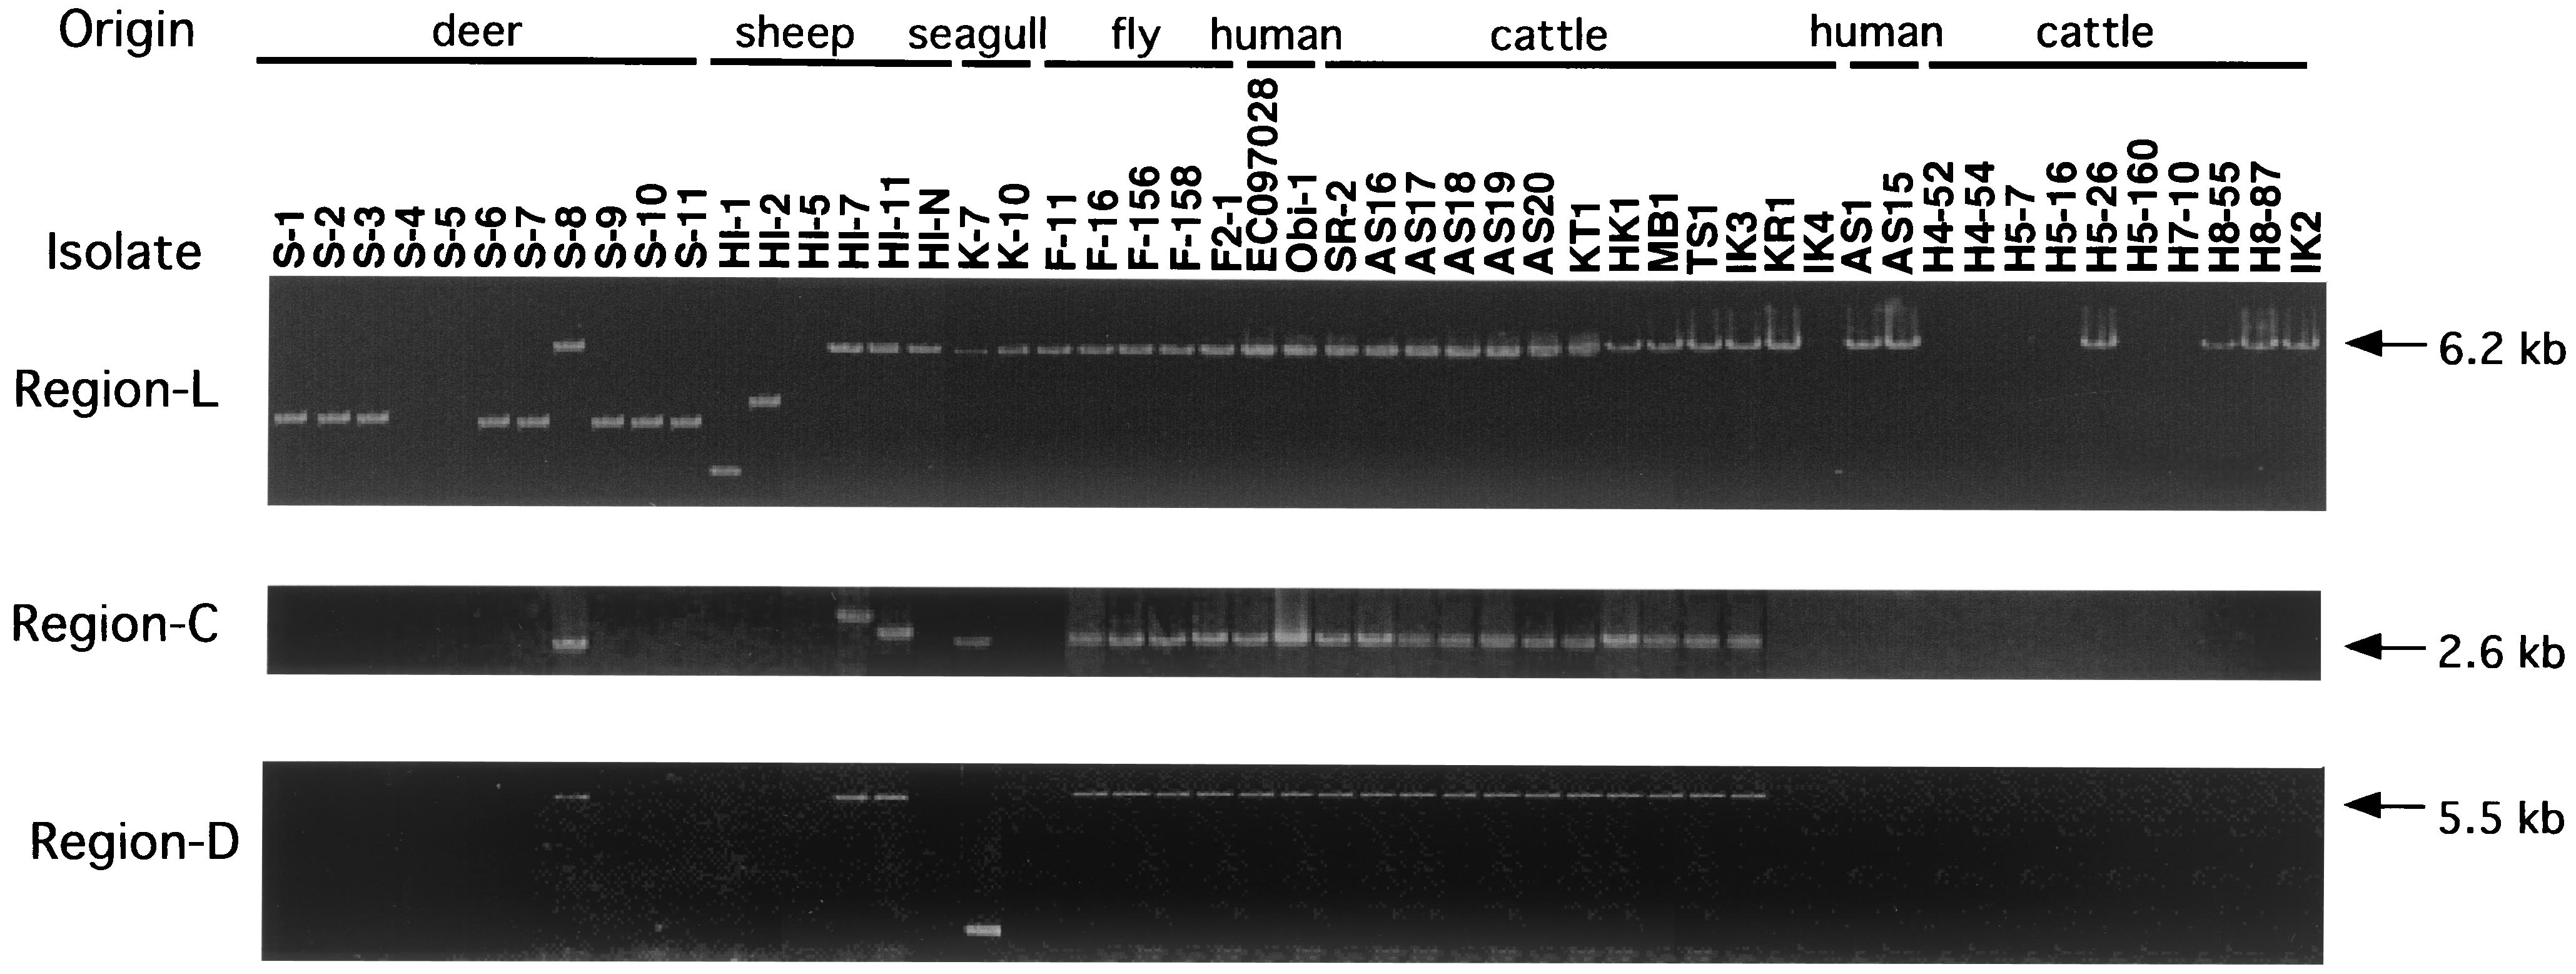 Origin deer sheep seagull fly human cattle human cattle
Isolate S-1 S-2 S-3 S-4 S-5 S-6 S-7 S-8 S-9 S-10 S-11 HI-1 HI-2 HI-5 HI-7 HI-11 HI-N K-7 K-10 F-11 F-16 F-156 F-158 F2-1 EC097028 Obi-1 SR-2 AS16 AS17 AS18 AS19 AS20 KT1 HK1 MB1 TS1 IK3 KR1 IK4 AS1 AS15 H4-52 H4-54 H5-7 H5-16 H5-26 H5-160 H7-10 H8-55 H8-87 IK2
Region-L 6.2 kb
Region-C 2.6 kb
Region-D 5.5 kb